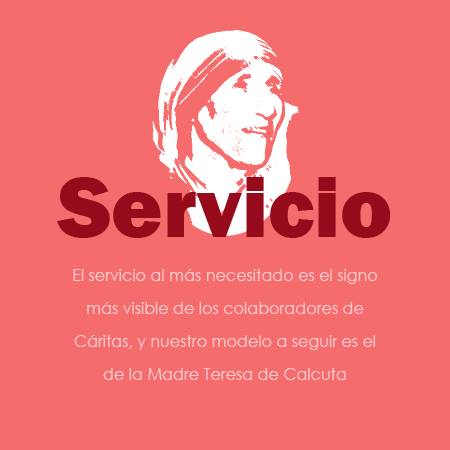 Servicio
El servicio al más necesitado es el signo
más visible de los colaboradores de
Cáritas, y nuestro modelo a seguir es el
de la Madre Teresa de Calcuta